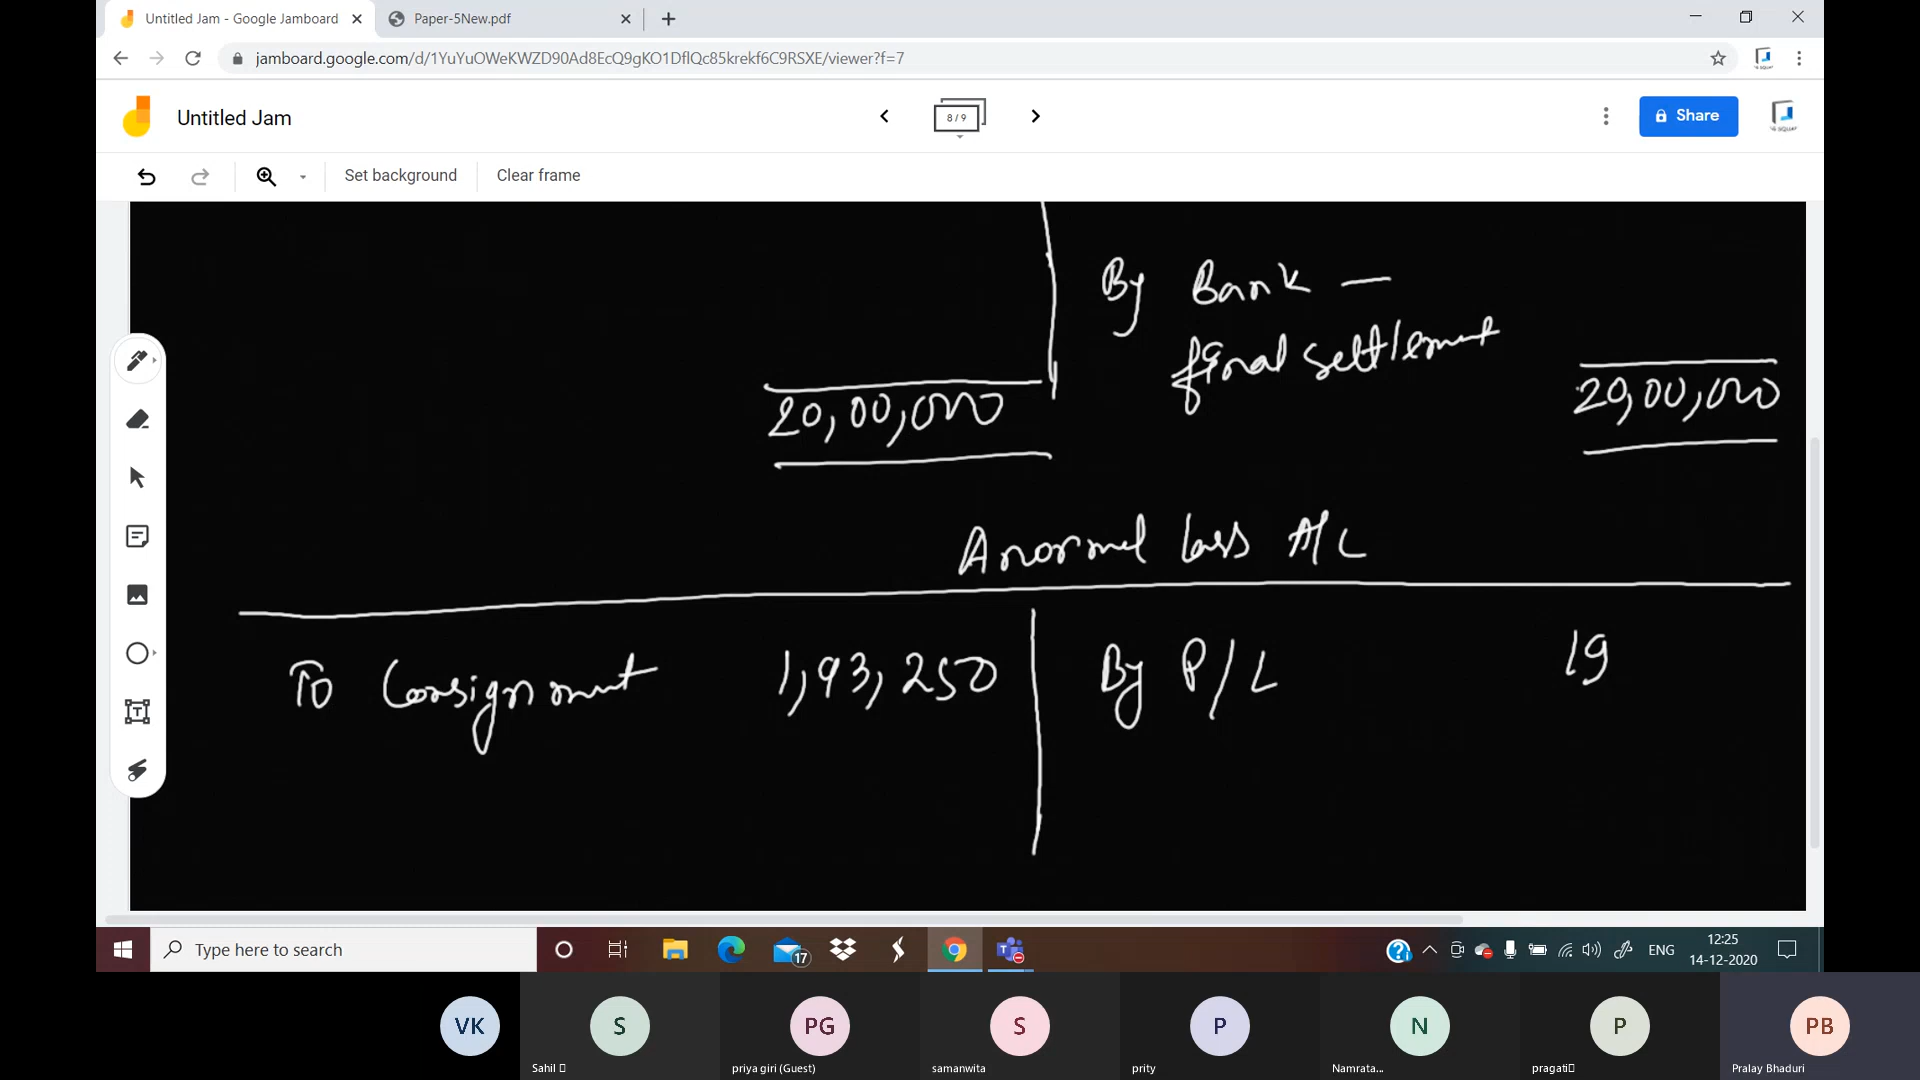 Untitled Jam - Google Jamboard
Paper-5New.pdf
jamboard.google.com/d/1YuYuOWeKWZD90Ad8EcQ9gKO1DflQc85krekf6C9RSXE/viewer?f=7
Untitled Jam
8 / 9
Share
Set background
Clear frame
By Bank —
final settlement
20,00,000
20,00,000
Anormal loss A/C
To Consignment 1,93,250
By P/L 19
Type here to search
17
ENG
12:25
14-12-2020
VK
S
PG
S
P
N
P
PB
Sahil
priya giri (Guest)
samanwita
prity
Namrata...
pragati
Pralay Bhaduri